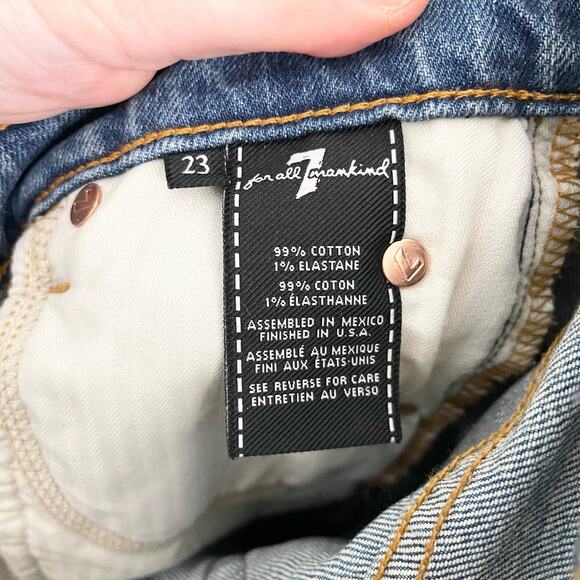 23
7
for all mankind
99% COTTON
1% ELASTANE
99% COTON
1% ÉLASTHANNE
ASSEMBLED IN MEXICO
FINISHED IN U.S.A.
ASSEMBLÉ AU MEXIQUE
FINI AUX ÉTATS-UNIS
SEE REVERSE FOR CARE
ENTRETIEN AU VERSO